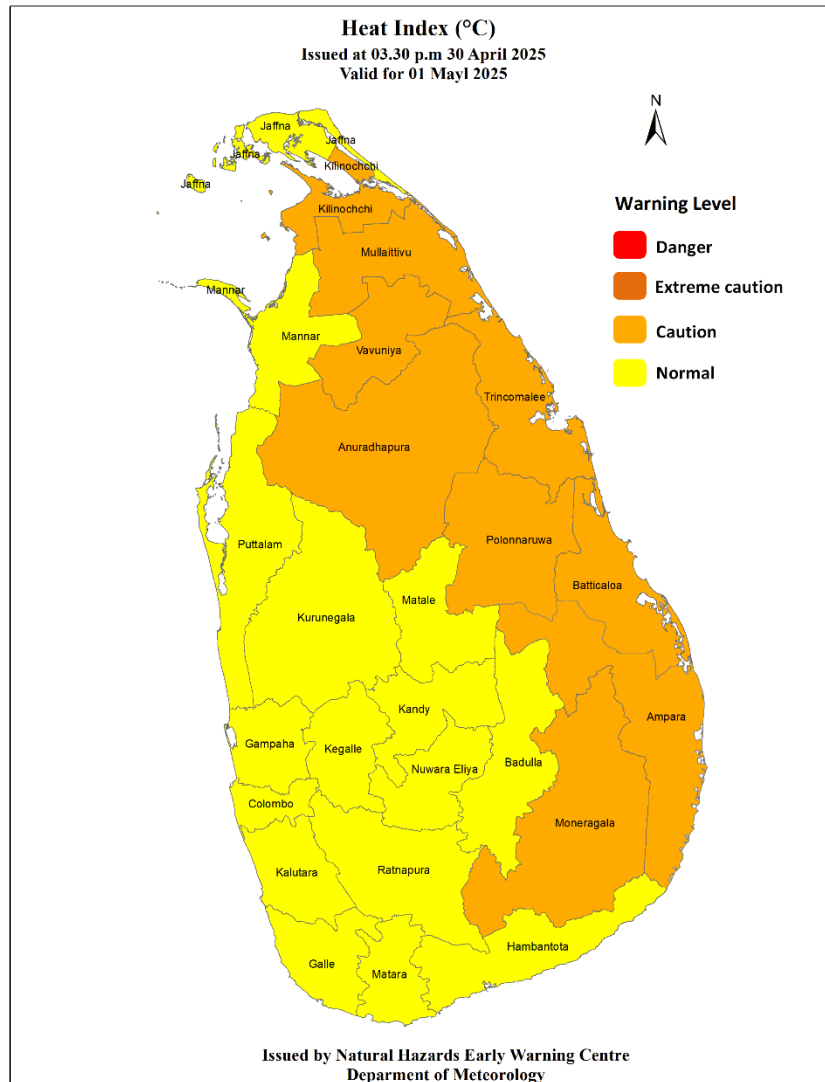 Heat Index (°C)
Issued at 03.30 p.m 30 April 2025
Valid for 01 Mayl 2025
N
Jaffna
Jaffna
Jaffna
Kilinochchi
Jaffna
Kilinochchi
Warning Level
Danger
Extreme caution
Caution
Normal
Mullaittivu
Mannar
Mannar
Vavuniya
Trincomalee
Anuradhapura
Puttalam
Polonnaruwa
Batticaloa
Matale
Kurunegala
Kandy
Ampara
Gampaha
Kegalle
Nuwara Eliya
Badulla
Colombo
Moneragala
Kalutara
Ratnapura
Hambantota
Galle
Matara
Issued by Natural Hazards Early Warning Centre
Deparment of Meteorology